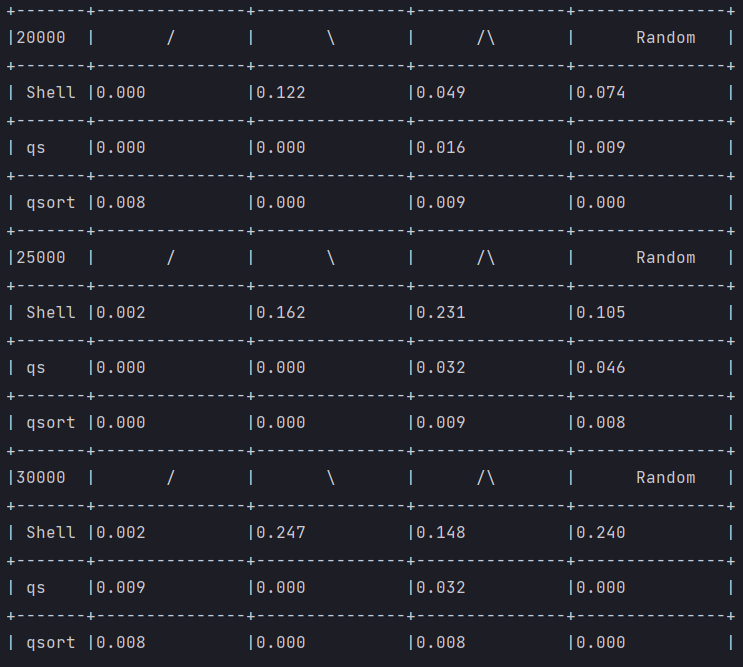 +-------+---------------+---------------+---------------+---------------+
|20000  |       /       |       \       |      /\       |      Random   |
+-------+---------------+---------------+---------------+---------------+
| Shell |0.000          |0.122          |0.049          |0.074          |
+-------+---------------+---------------+---------------+---------------+
| qs    |0.000          |0.000          |0.016          |0.009          |
+-------+---------------+---------------+---------------+---------------+
| qsort |0.008          |0.000          |0.009          |0.000          |
+-------+---------------+---------------+---------------+---------------+
|25000  |       /       |       \       |      /\       |      Random   |
+-------+---------------+---------------+---------------+---------------+
| Shell |0.002          |0.162          |0.231          |0.105          |
+-------+---------------+---------------+---------------+---------------+
| qs    |0.000          |0.000          |0.032          |0.046          |
+-------+---------------+---------------+---------------+---------------+
| qsort |0.000          |0.000          |0.009          |0.008          |
+-------+---------------+---------------+---------------+---------------+
|30000  |       /       |       \       |      /\       |      Random   |
+-------+---------------+---------------+---------------+---------------+
| Shell |0.002          |0.247          |0.148          |0.240          |
+-------+---------------+---------------+---------------+---------------+
| qs    |0.009          |0.000          |0.032          |0.000          |
+-------+---------------+---------------+---------------+---------------+
| qsort |0.008          |0.000          |0.008          |0.000          |